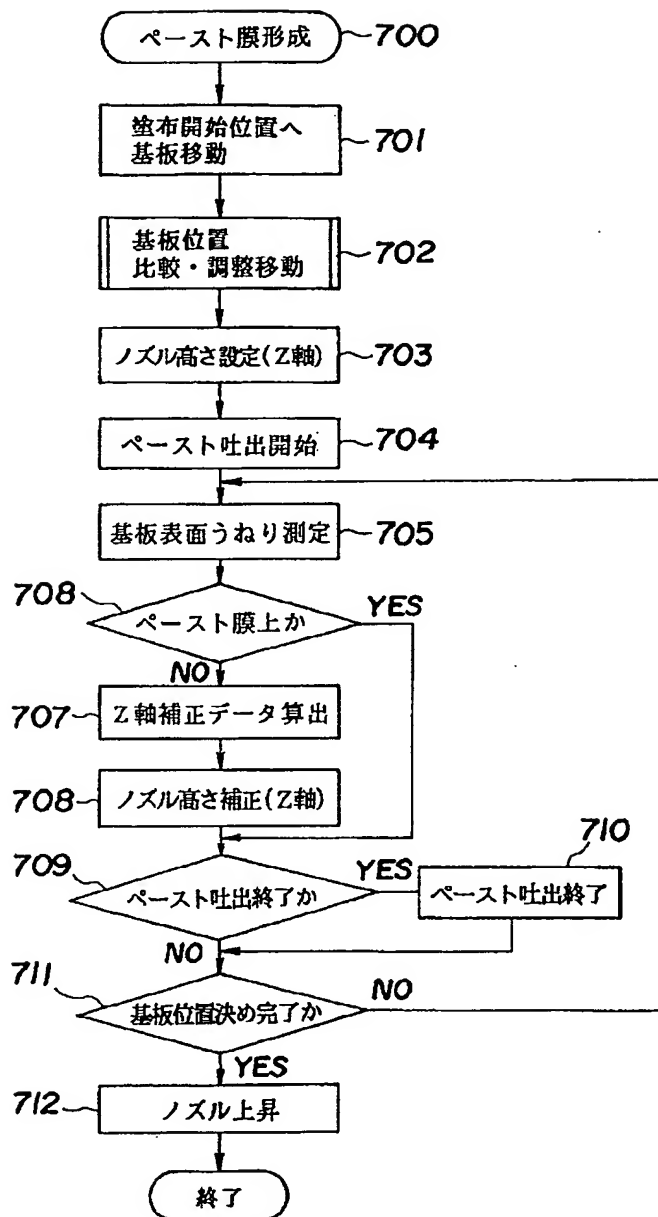 ペースト膜形成
700
塗布開始位置へ
基板移動
701
基板位置
比較・調整移動
702
ノズル高さ設定(Z軸)
703
ペースト吐出開始
704
基板表面うねり測定
705
708
ペースト膜上か
YES
NO
707
Z軸補正データ算出
708
ノズル高さ補正(Z軸)
709
ペースト吐出終了か
YES
710
ペースト吐出終了
NO
711
基板位置決め完了か
NO
YES
712
ノズル上昇
終了